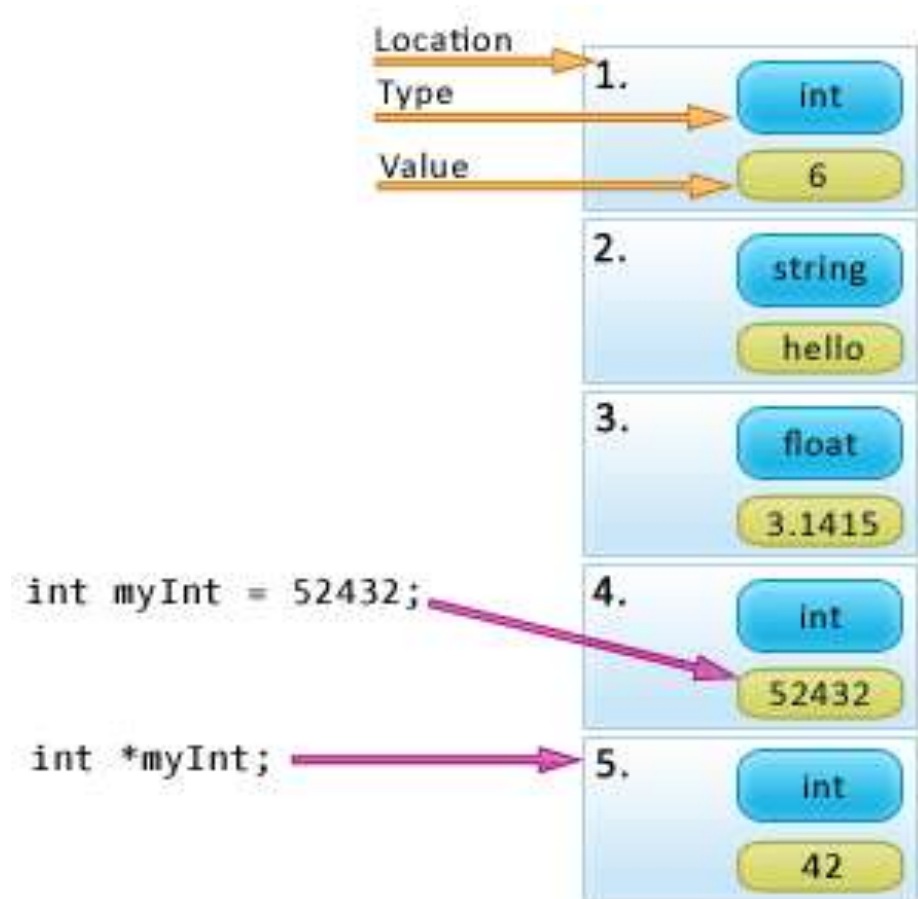 Location
1.
Type
int
Value
6
2.
string
hello
3.
float
3.1415
int myInt = 52432;
4.
int
52432
int *myInt;
5.
int
42